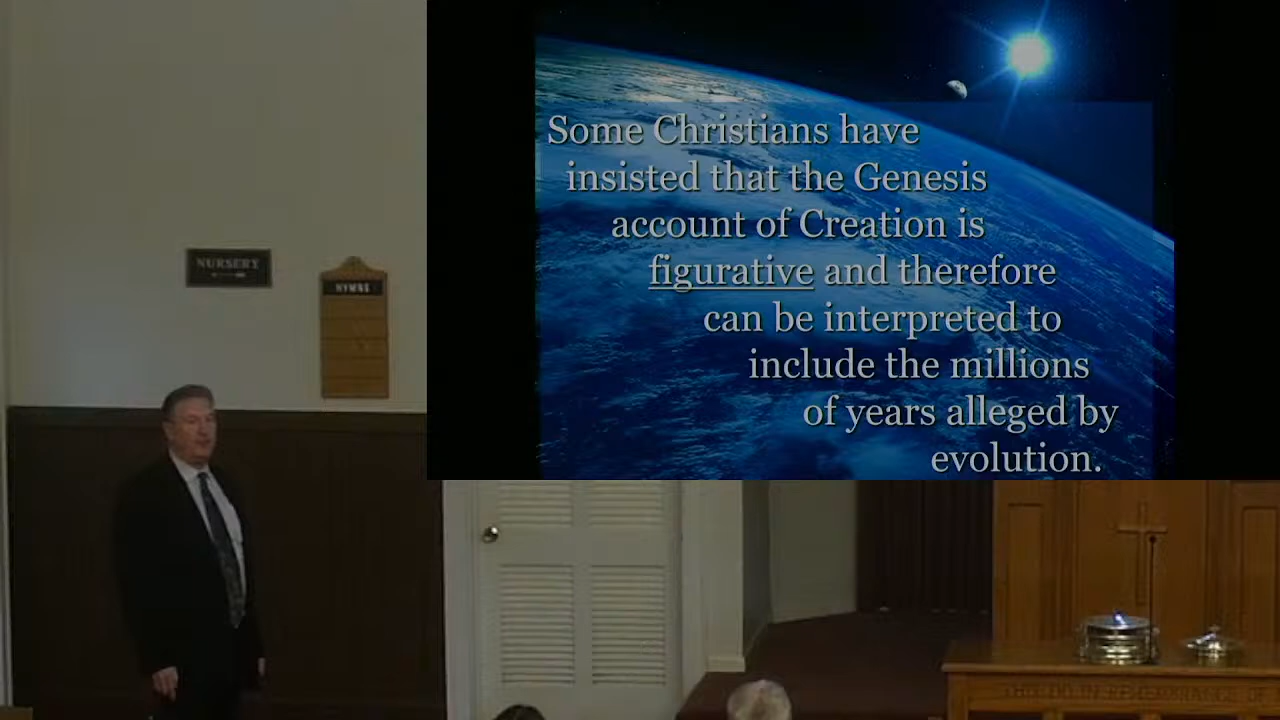 Some Christians have
insisted that the Genesis
account of Creation is
figurative and therefore
can be interpreted to
include the millions
of years alleged by
evolution.
NURSERY
HYMNS